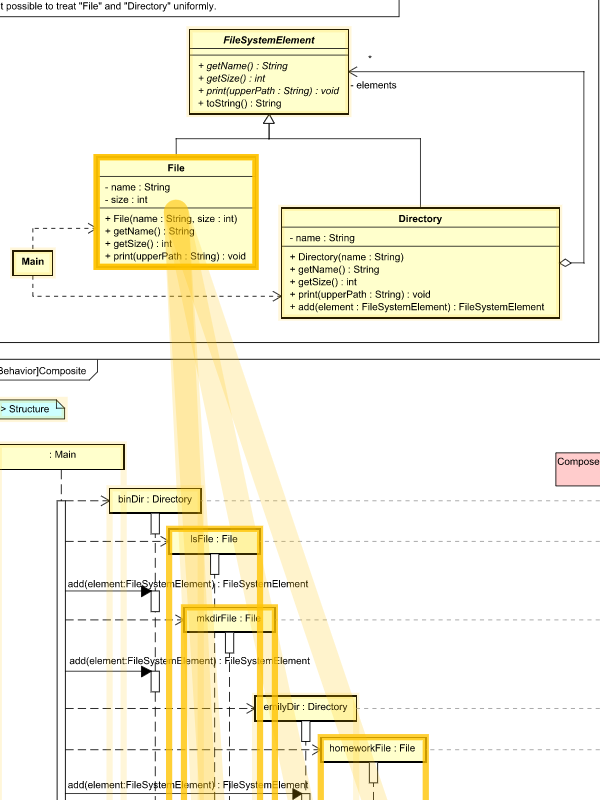 t possible to treat "File" and "Directory" uniformly.
FileSystemElement
+ getName() : String
+ getSize() : int
+ print(upperPath : String) : void
+ toString() : String
*
- elements
File
- name : String
- size : int
+ File(name : String, size : int)
+ getName() : String
+ getSize() : int
+ print(upperPath : String) : void
Directory
- name : String
+ Directory(name : String)
+ getName() : String
+ getSize() : int
+ print(upperPath : String) : void
+ add(element : FileSystemElement) : FileSystemElement
Main
Behavior]Composite
> Structure
: Main
Compose
binDir : Directory
lsFile : File
add(element:FileSystemElement) : FileSystemElement
mkdirFile : File
add(element:FileSystemElement) : FileSystemElement
emilyDir : Directory
homeworkFile : File
add(element:FileSystemElement) : FileSystemElement